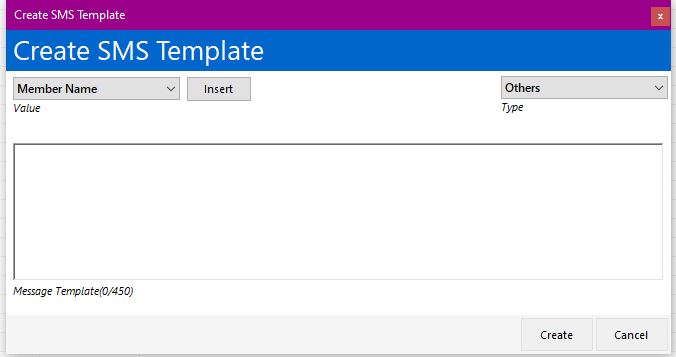 Create SMS Template
x
Create SMS Template
Member Name Insert Others
Value Type
Message Template(0/450)
Create Cancel